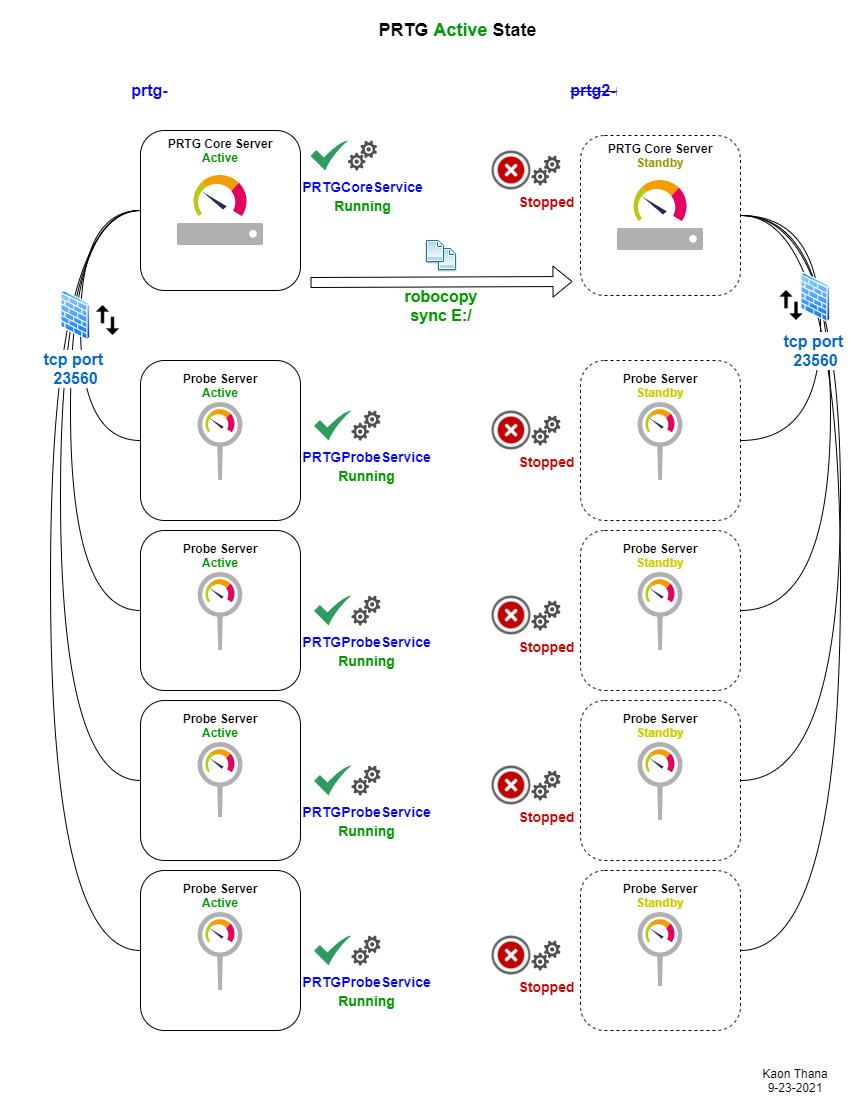 PRTG Active State
prtg-
prtg2-
PRTG Core Server
Active
PRTGCoreService
Running
Stopped
PRTG Core Server
Standby
robocopy
sync E:/
tcp port
23560
tcp port
23560
Probe Server
Active
PRTGProbeService
Running
Stopped
Probe Server
Standby
Probe Server
Active
PRTGProbeService
Running
Stopped
Probe Server
Standby
Probe Server
Active
PRTGProbeService
Running
Stopped
Probe Server
Standby
Probe Server
Active
PRTGProbeService
Running
Stopped
Probe Server
Standby
Kaon Thana
9-23-2021